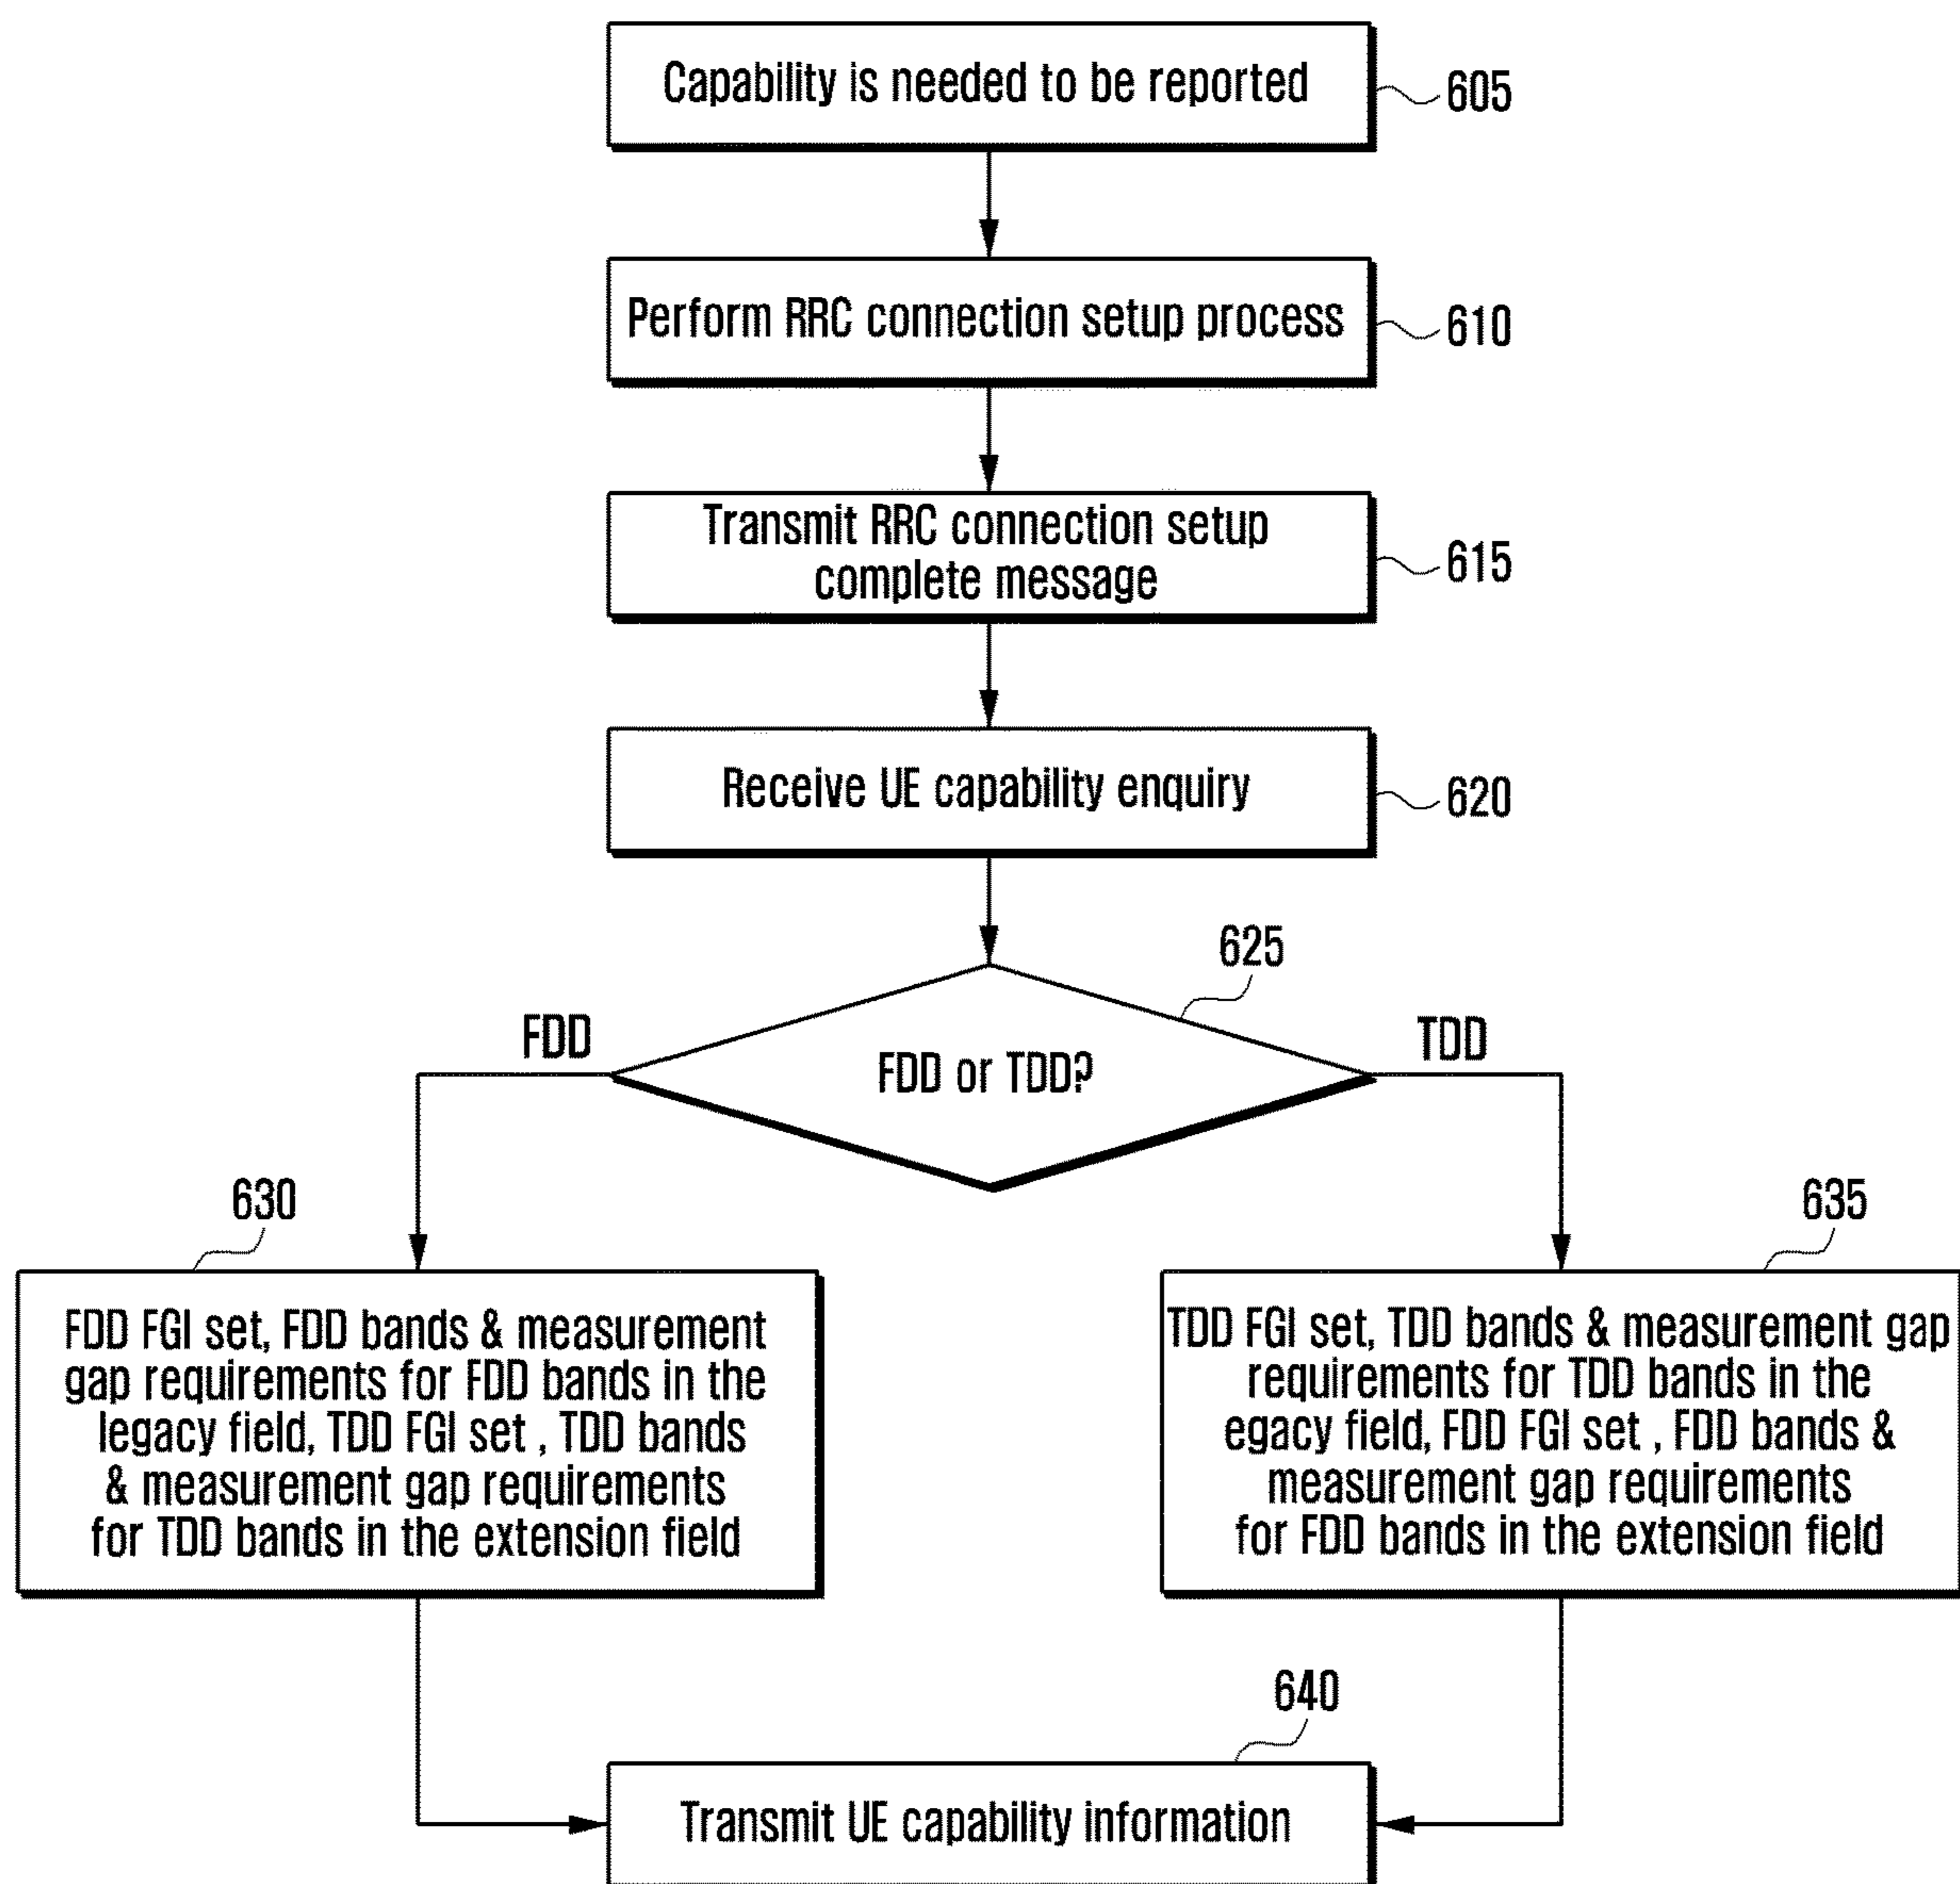 Capability is needed to be reported
605
Perform RRC connection setup process
610
Transmit RRC connection setup
complete message
615
Receive UE capability enquiry
620
625
FDD
FDD or TDD?
TDD
630
635
FDD FGI set, FDD bands & measurement
gap requirements for FDD bands in the
legacy field, TDD FGI set , TDD bands
& measurement gap requirements
for TDD bands in the extension field
TDD FGI set, TDD bands & measurement gap
requirements for TDD bands in the
egacy field, FDD FGI set , FDD bands &
measurement gap requirements
for FDD bands in the extension field
640
Transmit UE capability information